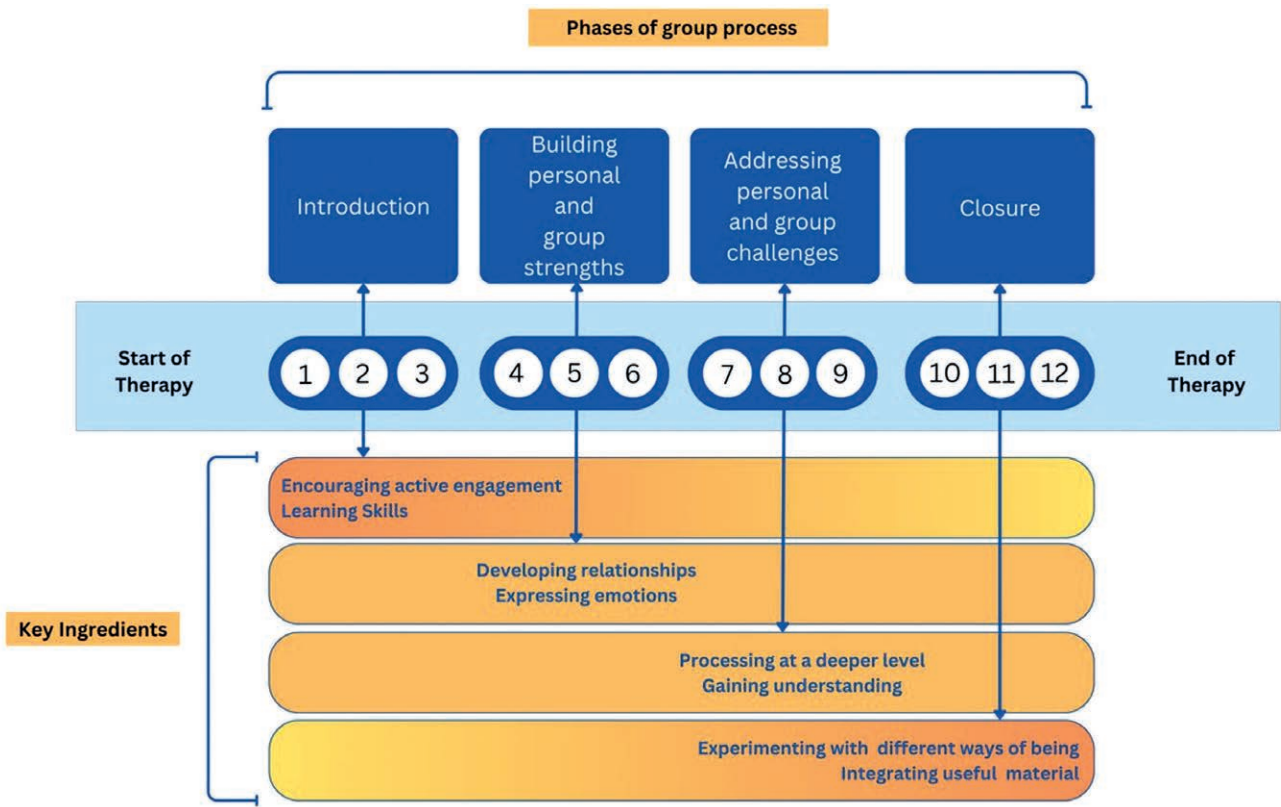 Phases of group process
Introduction
Building
personal
and
group
strengths
Addressing
personal
and group
challenges
Closure
Start of
Therapy
1 2 3
4 5 6
7 8 9
10 11 12
End of
Therapy
Key Ingredients
Encouraging active engagement
Learning Skills
Developing relationships
Expressing emotions
Processing at a deeper level
Gaining understanding
Experimenting with different ways of being
Integrating useful material